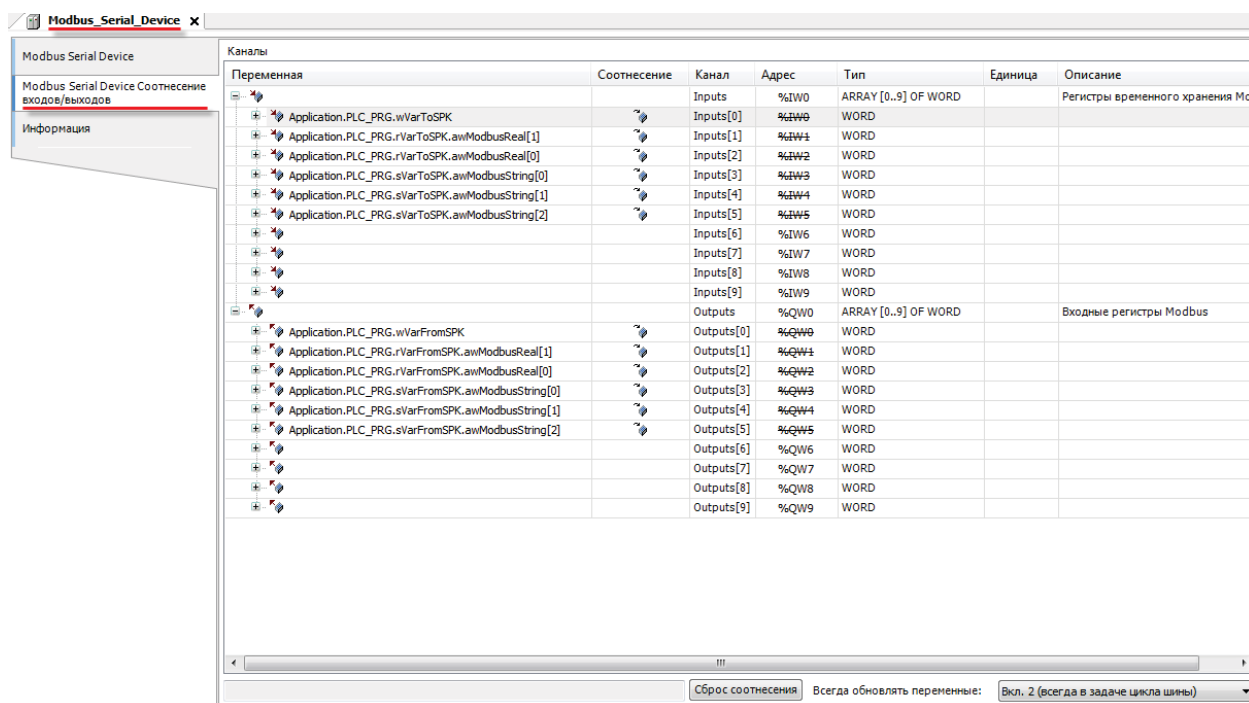 Modbus_Serial_Device x
Modbus Serial Device
Modbus Serial Device Соотнесение
входов/выходов
Информация
Каналы
Переменная Соотнесение Канал Адрес Тип Единица Описание
Inputs %IW0 ARRAY [0..9] OF WORD Регистры временного хранения Mo
Application.PLC_PRG.wVarToSPK Inputs[0] %IW0 WORD
Application.PLC_PRG.rVarToSPK.awModbusReal[1] Inputs[1] %IW1 WORD
Application.PLC_PRG.rVarToSPK.awModbusReal[0] Inputs[2] %IW2 WORD
Application.PLC_PRG.sVarToSPK.awModbusString[0] Inputs[3] %IW3 WORD
Application.PLC_PRG.sVarToSPK.awModbusString[1] Inputs[4] %IW4 WORD
Application.PLC_PRG.sVarToSPK.awModbusString[2] Inputs[5] %IW5 WORD
Inputs[6] %IW6 WORD
Inputs[7] %IW7 WORD
Inputs[8] %IW8 WORD
Inputs[9] %IW9 WORD
Outputs %QW0 ARRAY [0..9] OF WORD Входные регистры Modbus
Application.PLC_PRG.wVarFromSPK Outputs[0] %QW0 WORD
Application.PLC_PRG.rVarFromSPK.awModbusReal[1] Outputs[1] %QW1 WORD
Application.PLC_PRG.rVarFromSPK.awModbusReal[0] Outputs[2] %QW2 WORD
Application.PLC_PRG.sVarFromSPK.awModbusString[0] Outputs[3] %QW3 WORD
Application.PLC_PRG.sVarFromSPK.awModbusString[1] Outputs[4] %QW4 WORD
Application.PLC_PRG.sVarFromSPK.awModbusString[2] Outputs[5] %QW5 WORD
Outputs[6] %QW6 WORD
Outputs[7] %QW7 WORD
Outputs[8] %QW8 WORD
Outputs[9] %QW9 WORD
Сброс соотнесения Всегда обновлять переменные: Вкл. 2 (всегда в задаче цикла шины)